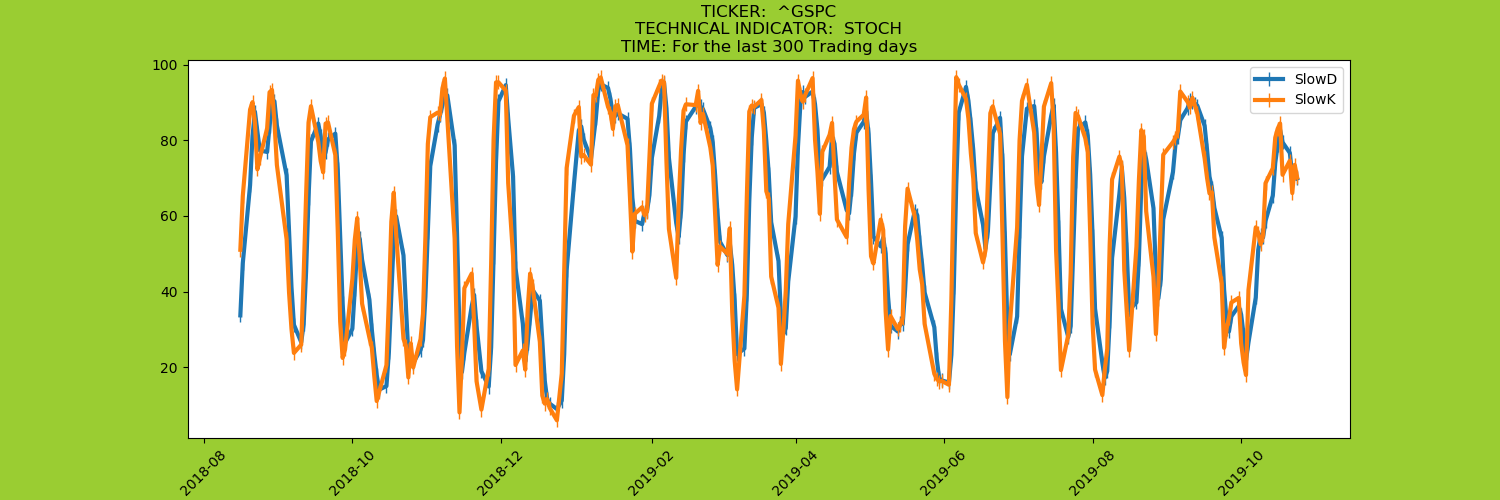 TICKER:  ^GSPC
TECHNICAL INDICATOR:  STOCH
TIME: For the last 300 Trading days
100
80
60
40
20
SlowD
SlowK
2018-08
2018-10
2018-12
2019-02
2019-04
2019-06
2019-08
2019-10